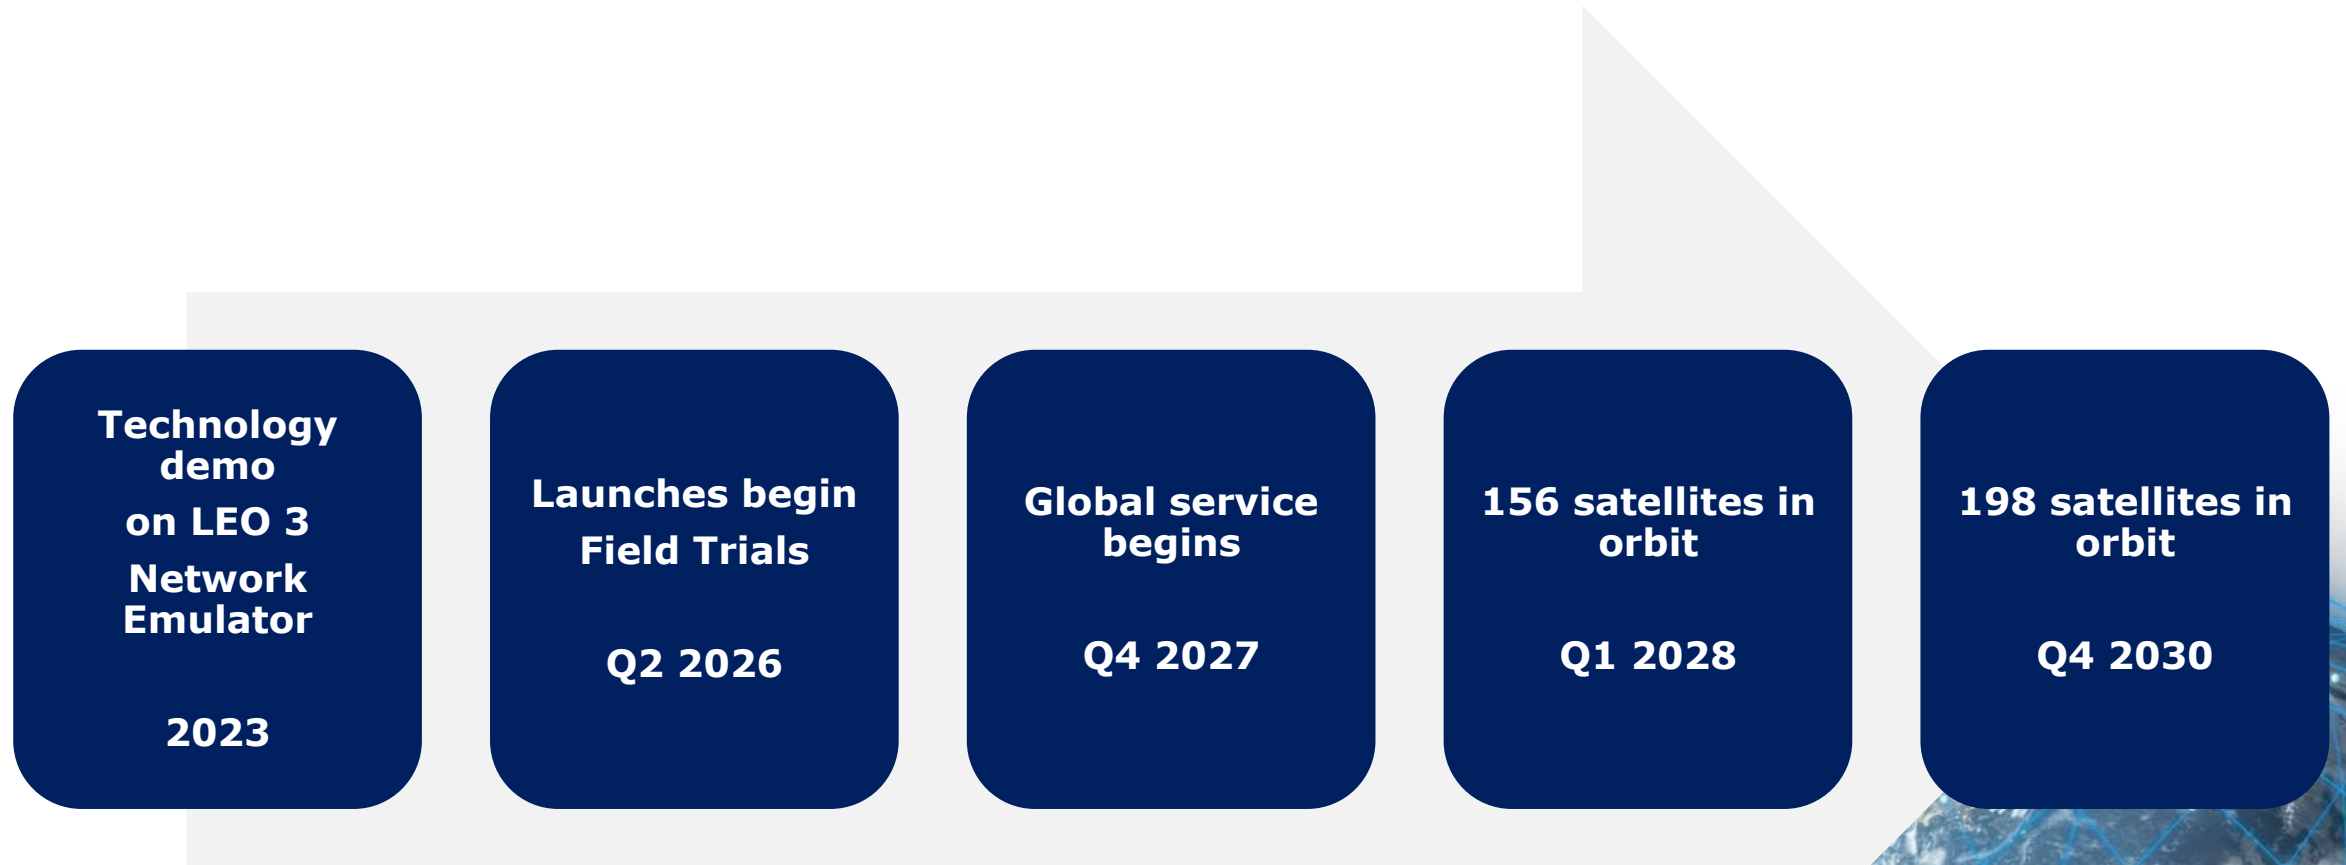 Technology
demo
on LEO 3
Network
Emulator
2023
Launches begin
Field Trials
Q2 2026
Global service
begins
Q4 2027
156 satellites in
orbit
Q1 2028
198 satellites in
orbit
Q4 2030